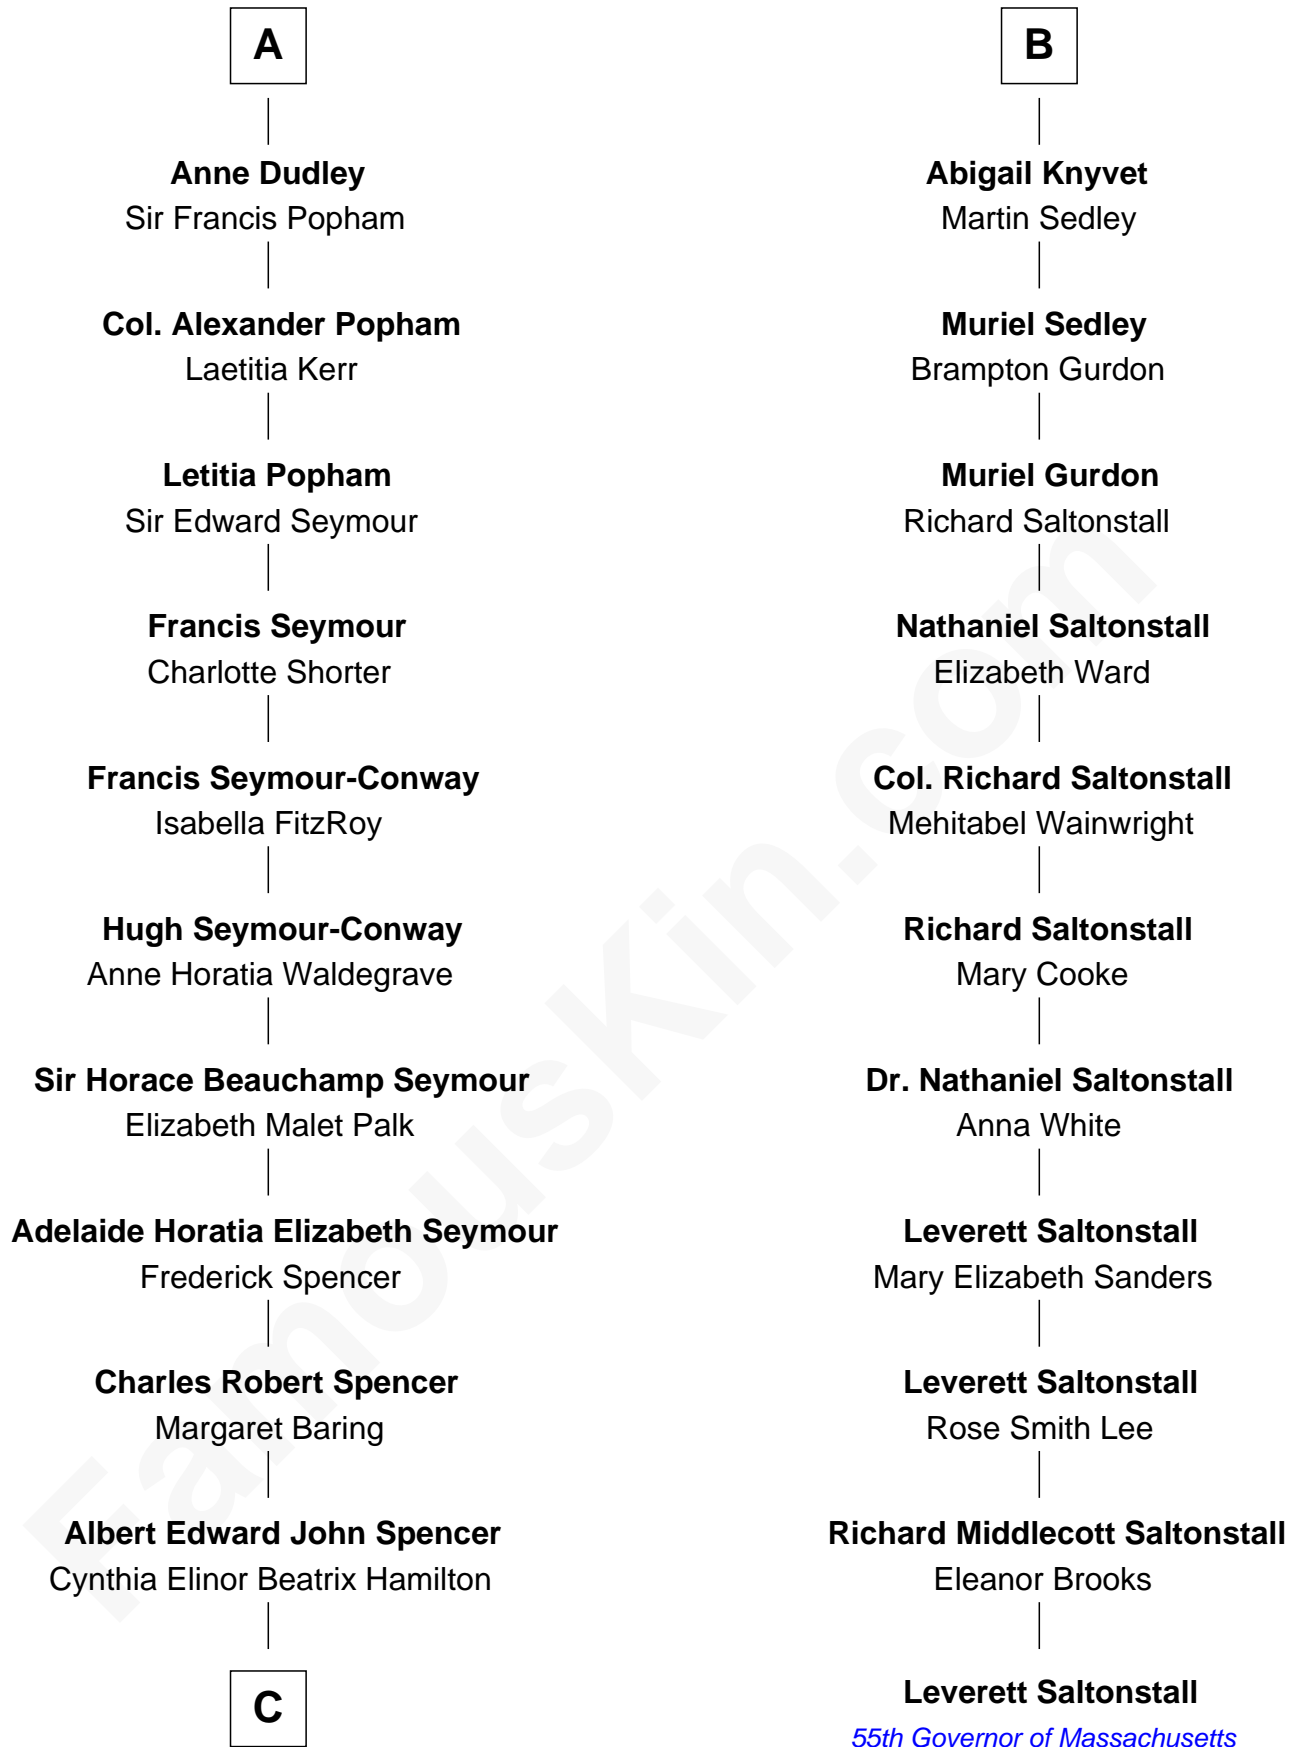 A
Anne Dudley
Sir Francis Popham
Col. Alexander Popham
Laetitia Kerr
Letitia Popham
Sir Edward Seymour
Francis Seymour
Charlotte Shorter
Francis Seymour-Conway
Isabella FitzRoy
Hugh Seymour-Conway
Anne Horatia Waldegrave
Sir Horace Beauchamp Seymour
Elizabeth Malet Palk
Adelaide Horatia Elizabeth Seymour
Frederick Spencer
Charles Robert Spencer
Margaret Baring
Albert Edward John Spencer
Cynthia Elinor Beatrix Hamilton
C
B
Abigail Knyvet
Martin Sedley
Muriel Sedley
Brampton Gurdon
Muriel Gurdon
Richard Saltonstall
Nathaniel Saltonstall
Elizabeth Ward
Col. Richard Saltonstall
Mehitabel Wainwright
Richard Saltonstall
Mary Cooke
Dr. Nathaniel Saltonstall
Anna White
Leverett Saltonstall
Mary Elizabeth Sanders
Leverett Saltonstall
Rose Smith Lee
Richard Middlecott Saltonstall
Eleanor Brooks
Leverett Saltonstall
55th Governor of Massachusetts
FamousKin.com